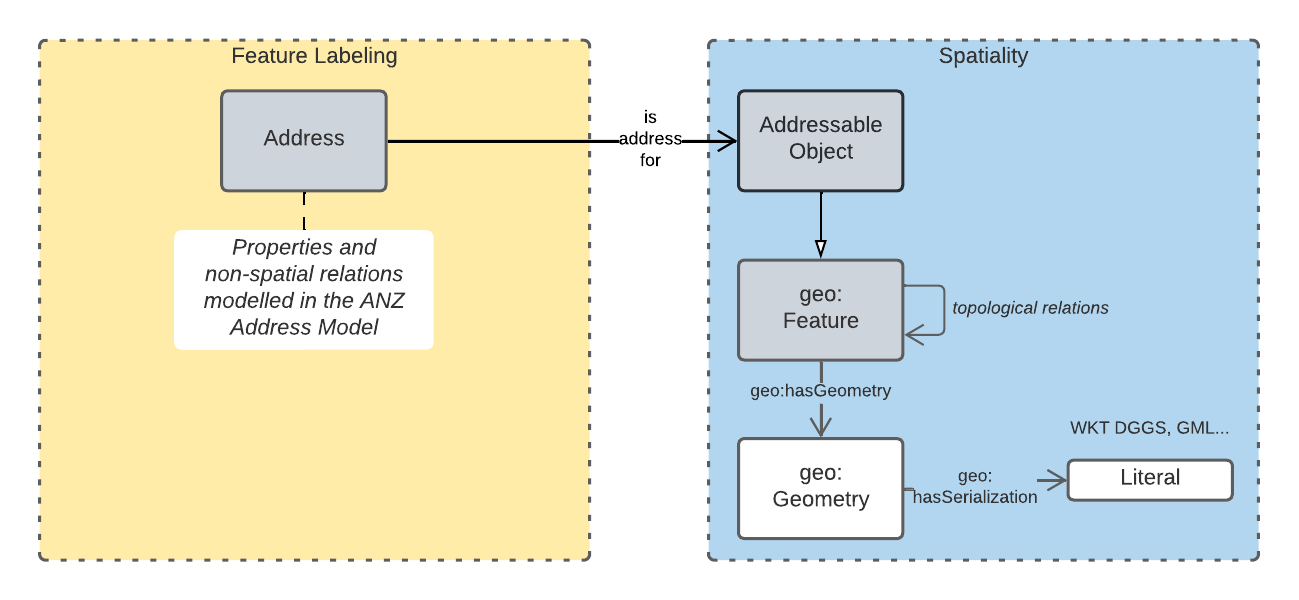 Feature Labeling
Address
Properties and
non-spatial relations
modelled in the ANZ
Address Model
is
address
for
Spatiality
Addressable
Object
geo:
Feature
topological relations
geo:hasGeometry
geo:
Geometry
geo:
hasSerialization
WKT DGGS, GML...
Literal